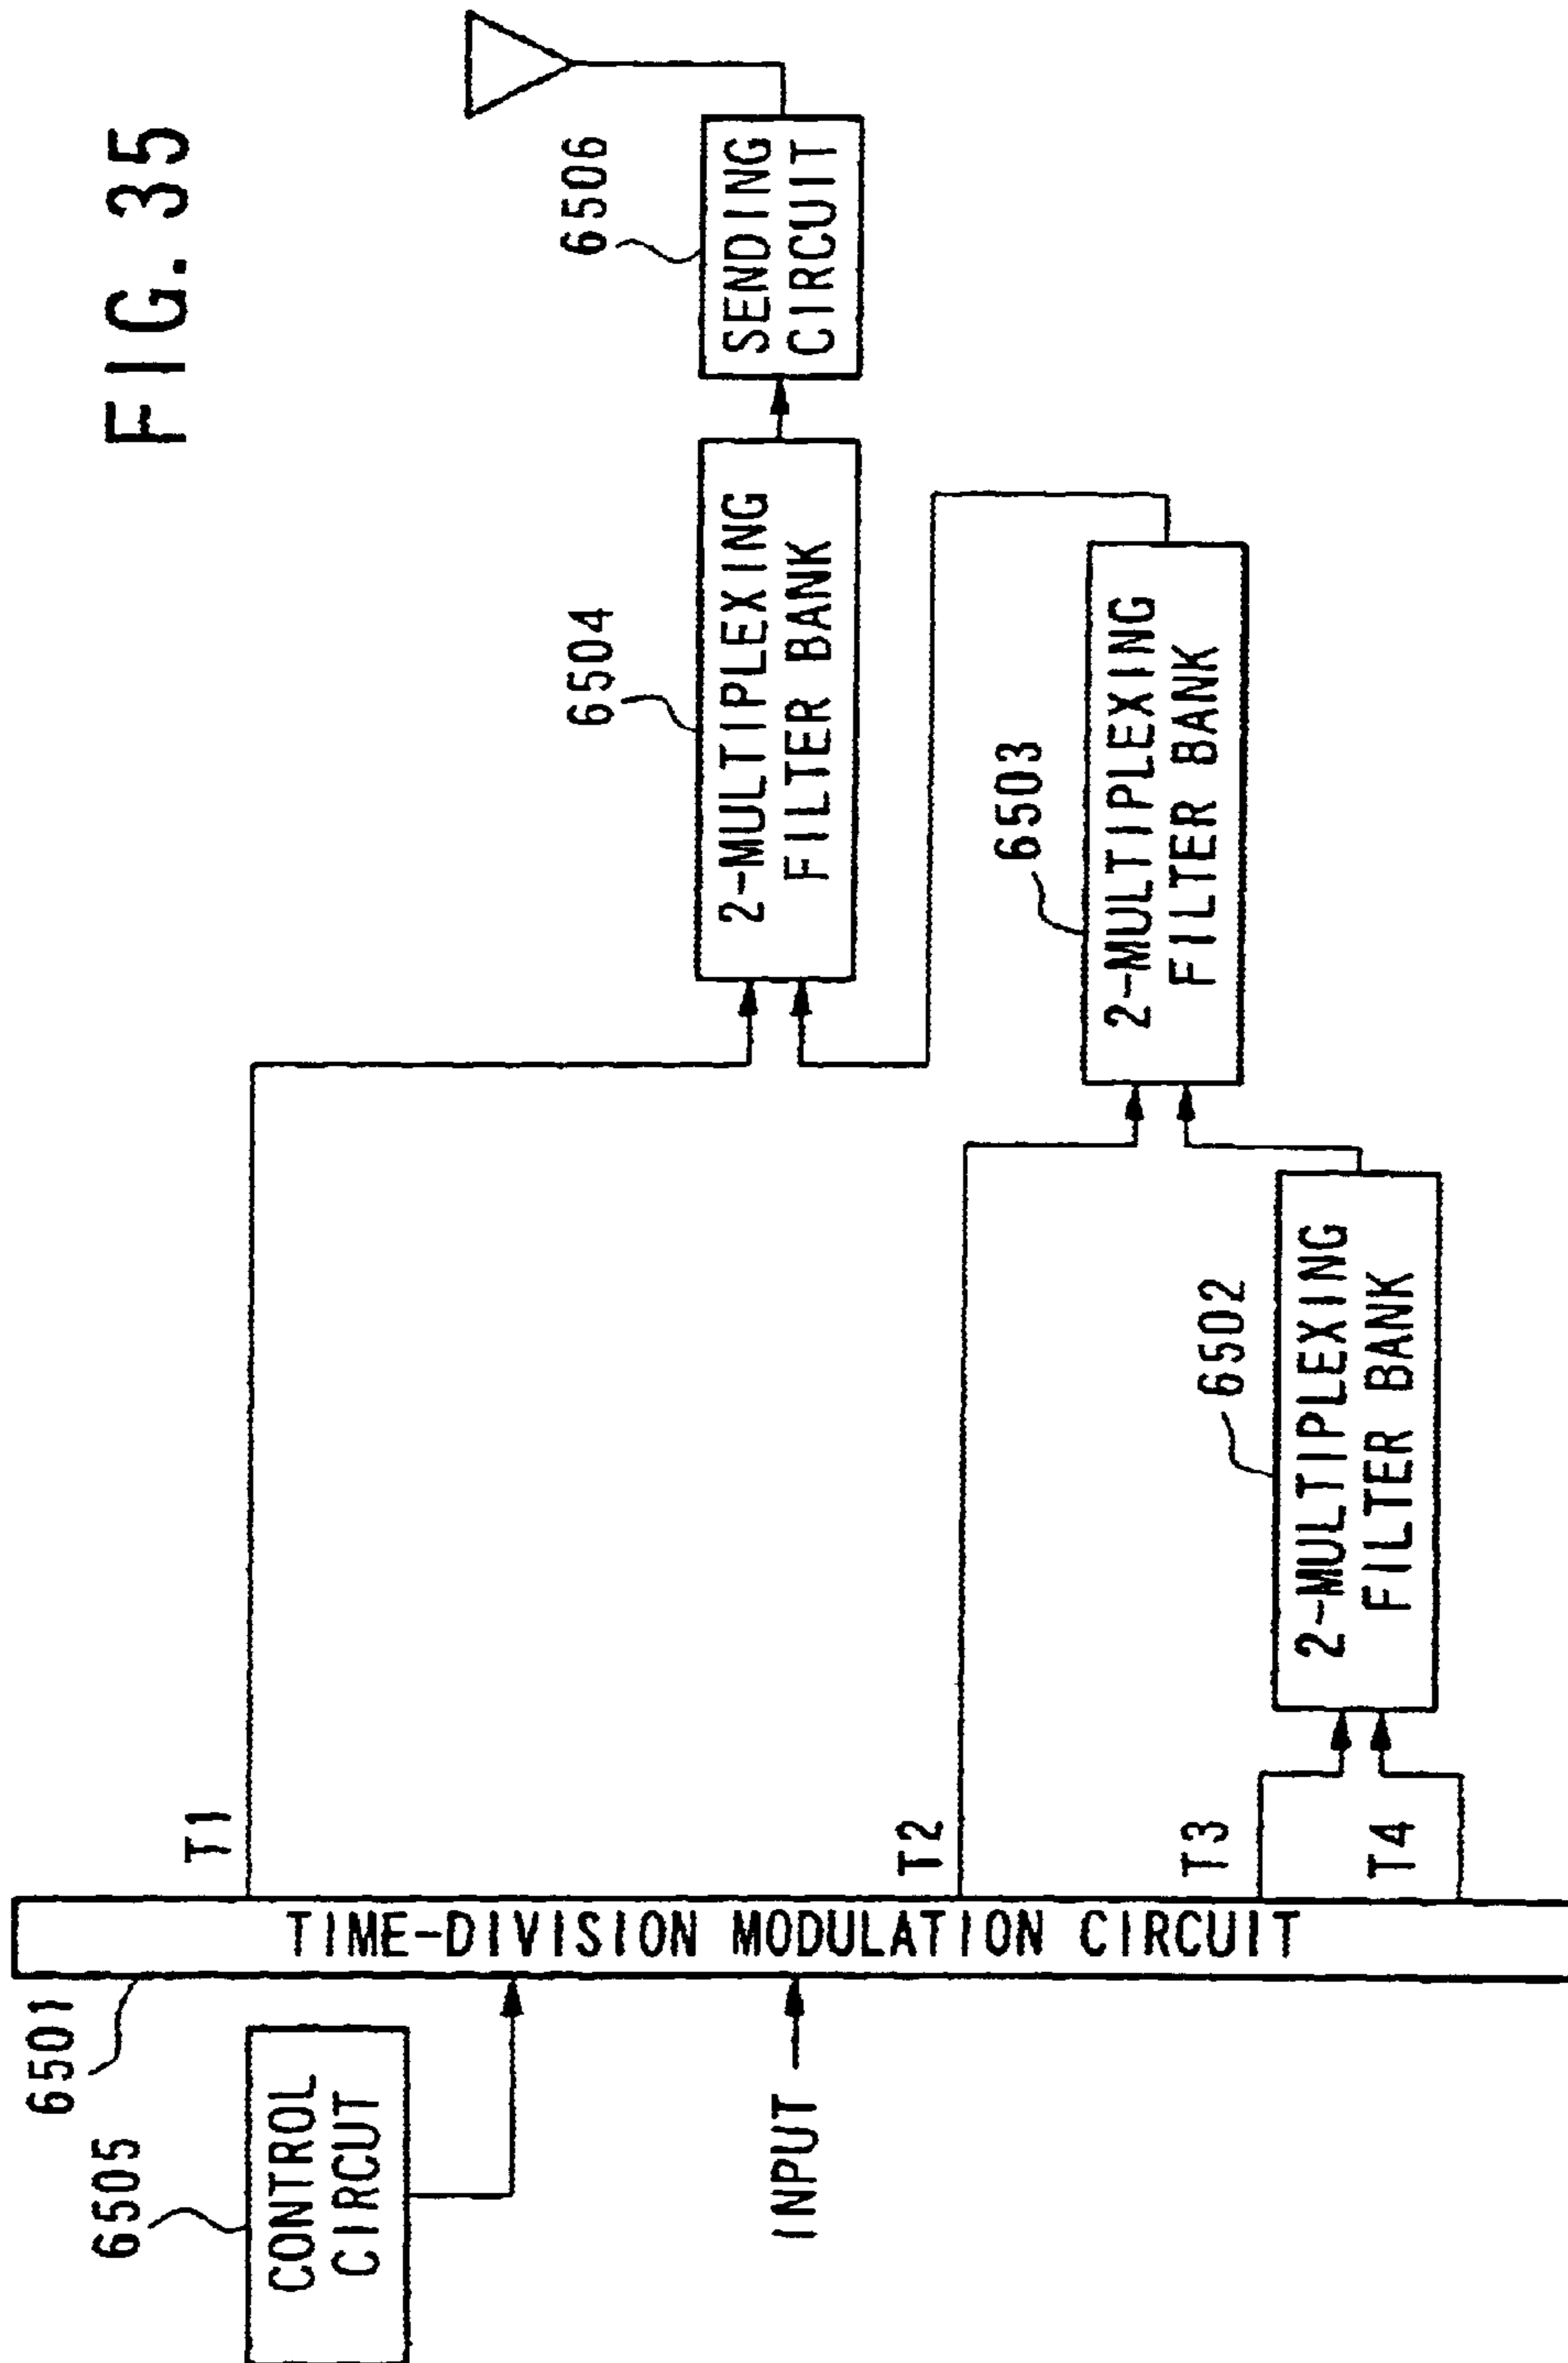 FIG. 35
6505
CONTROL
CIRCUT
6501
INPUT
TIME-DIVISION MODULATION CIRCUIT
T1
T2
T3
T4
6502
2-MULTIPLEXING
FILTER BANK
6503
2-MULTIPLEXING
FILTER BANK
6504
2-MULTIPLEXING
FILTER BANK
6506
SENDING
CIRCUIT